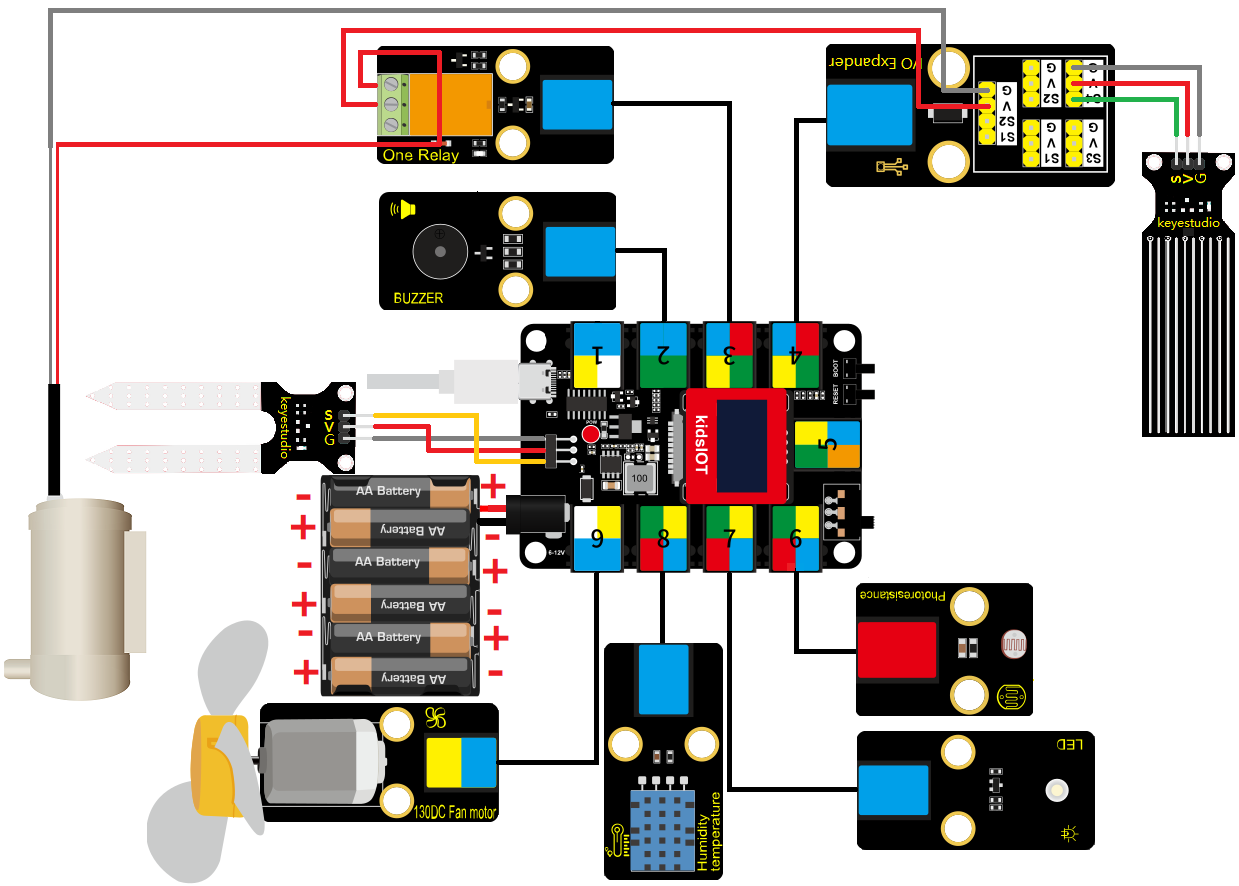 I/O Expander
G
V
S2
G
V
G
V
S2
S1
G
V
S1
G
V
S3
One Relay
S
V
G
keyestudio
BUZZER
1
2
3
4
BOOT
RESET
keyestudio
S
V
G
POW
kidsIOT
5
100
AA Battery
AA Battery
AA Battery
AA Battery
AA Battery
AA Battery
6-12V
6
8
7
9
Photoresistance
130DC Fan motor
LED
Humidity
temperature